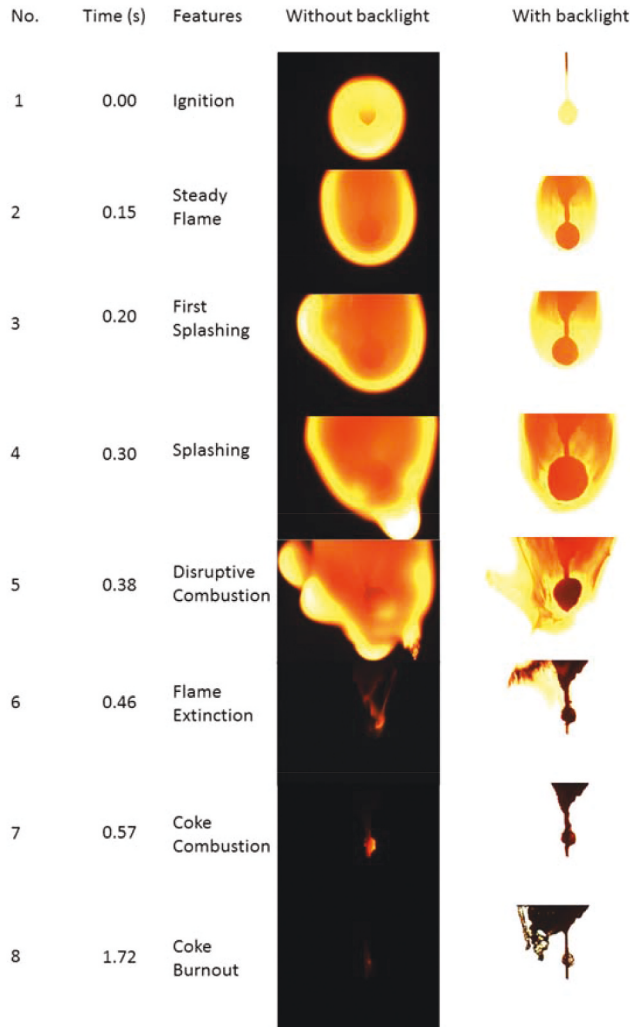 No. Time (s) Features Without backlight With backlight
1 0.00 Ignition
2 0.15 Steady
Flame
3 0.20 First
Splashing
4 0.30 Splashing
5 0.38 Disruptive
Combustion
6 0.46 Flame
Extinction
7 0.57 Coke
Combustion
8 1.72 Coke
Burnout